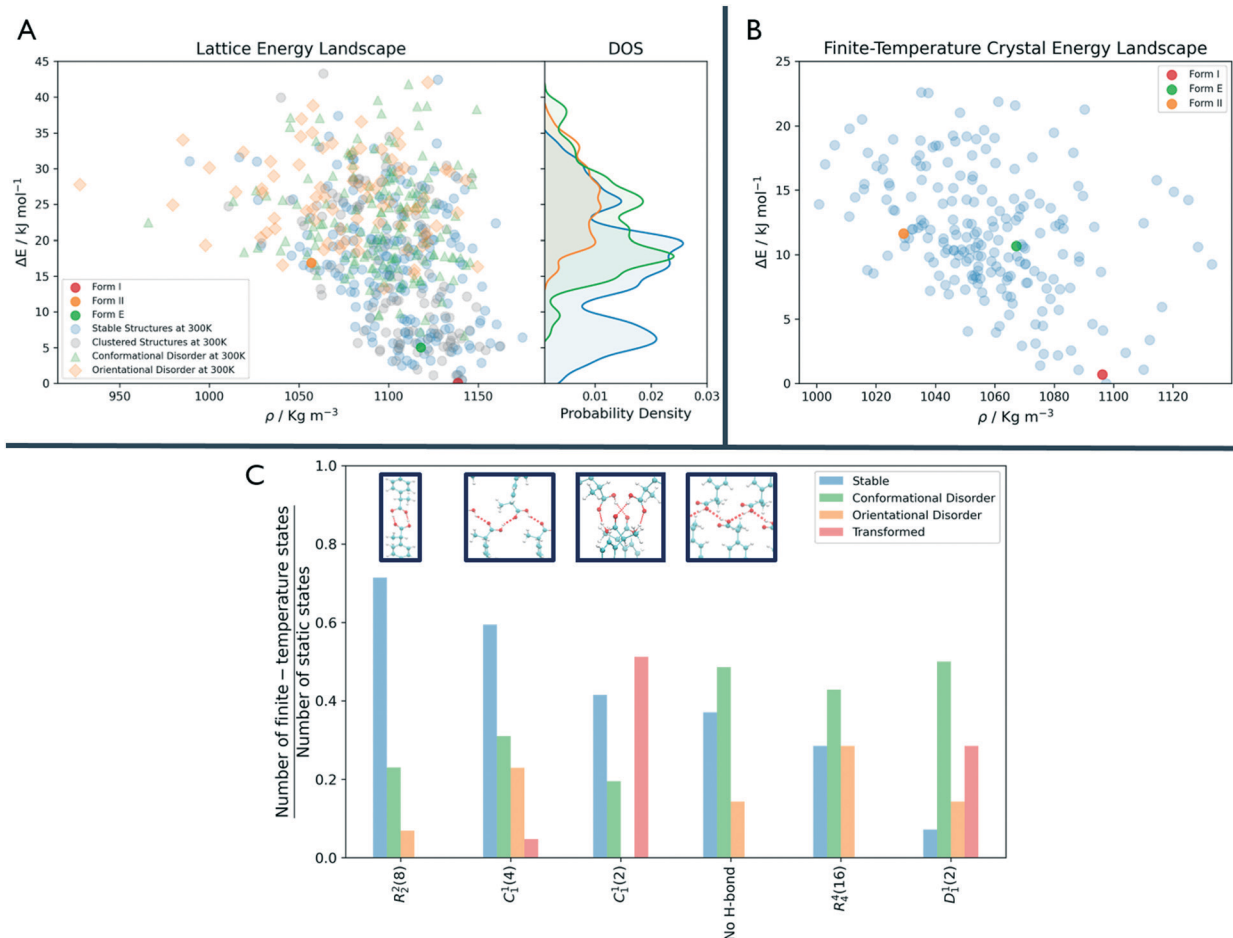 A
Lattice Energy Landscape
DOS
45
40
35
30
25
20
15
10
5
0
ΔE / kJ mol⁻¹
Form I
Form II
Form E
Stable Structures at 300K
Clustered Structures at 300K
Conformational Disorder at 300K
Orientational Disorder at 300K
950 1000 1050 1100 1150
ρ / Kg m⁻³
0.01 0.02 0.03
Probability Density
B
Finite-Temperature Crystal Energy Landscape
Form I
Form E
Form II
25
20
15
10
5
0
ΔE / kJ mol⁻¹
1000 1020 1040 1060 1080 1100 1120
ρ / Kg m⁻³
C
1.0
0.8
0.6
0.4
0.2
0.0
Number of finite − temperature states
Number of static states
Stable
Conformational Disorder
Orientational Disorder
Transformed
R₂²(8)
C₁¹(4)
C₁¹(2)
No H-bond
R₄⁴(16)
D₁¹(2)